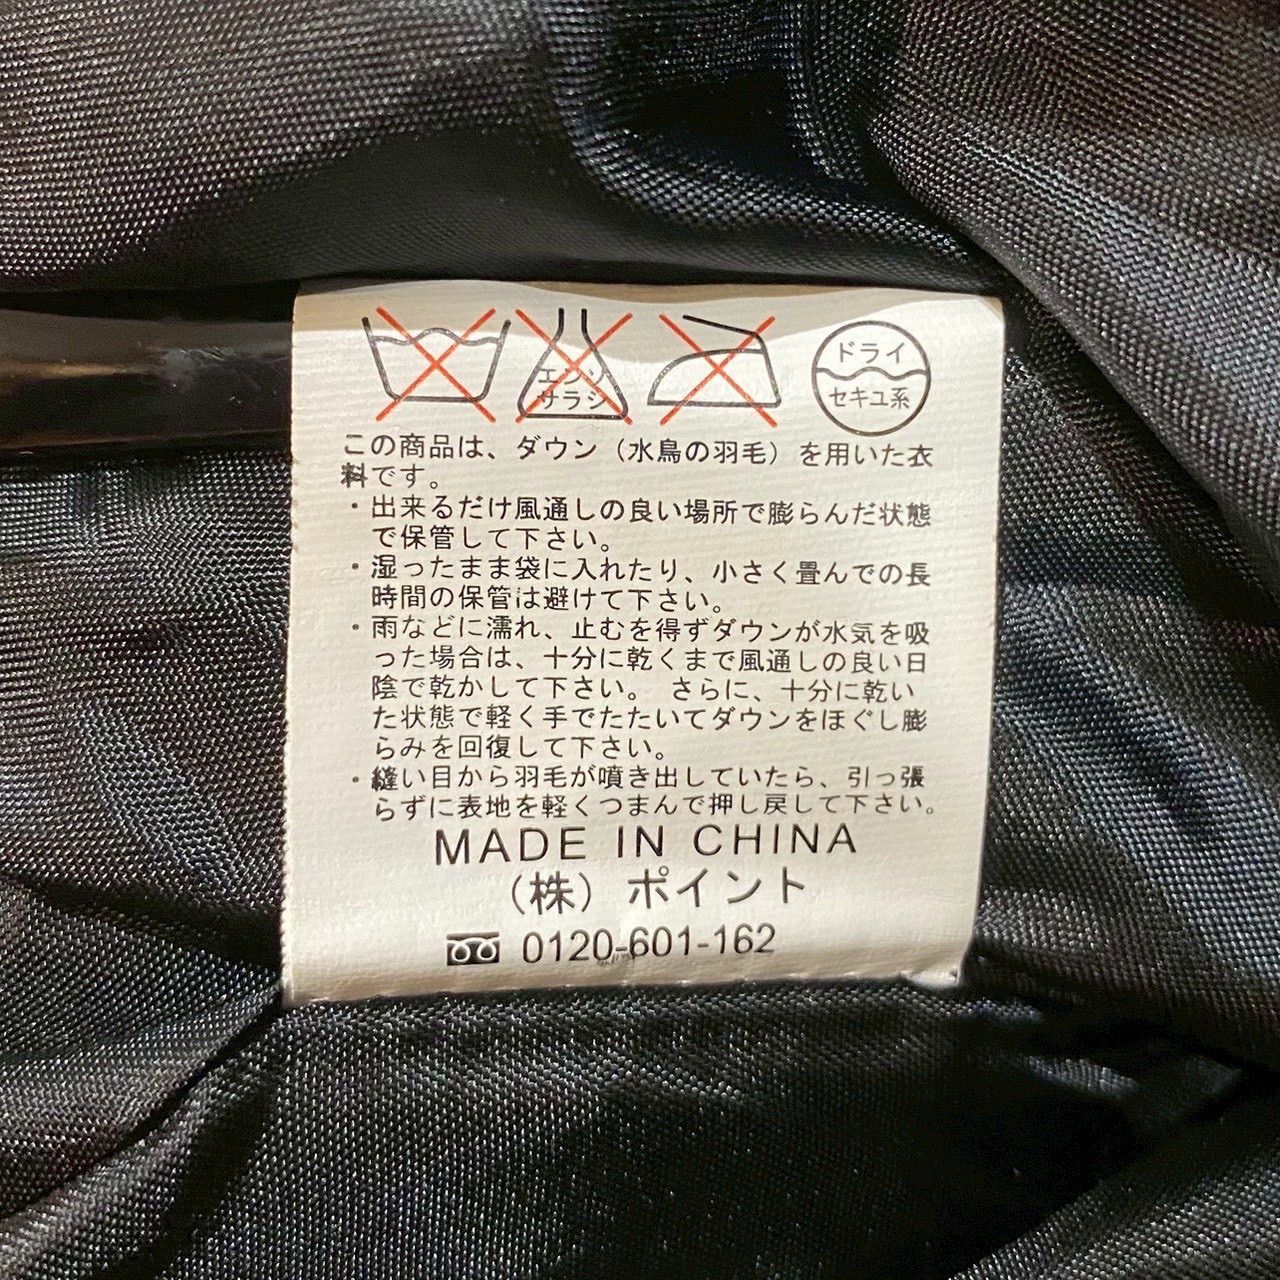 エンソ
サラシ
ドライ
セキユ系
この商品は、ダウン（水鳥の羽毛）を用いた衣
料です。
・出来るだけ風通しの良い場所で膨らんだ状態
で保管して下さい。
・湿ったまま袋に入れたり、小さく畳んでの長
時間の保管は避けて下さい。
・雨などに濡れ、止むを得ずダウンが水気を吸
った場合は、十分に乾くまで風通しの良い日
陰で乾かして下さい。 さらに、十分に乾い
た状態で軽く手でたたいてダウンをほぐし膨
らみを回復して下さい。
・縫い目から羽毛が噴き出していたら、引っ張
らずに表地を軽くつまんで押し戻して下さい。
MADE IN CHINA
（株）ポイント
0120-601-162